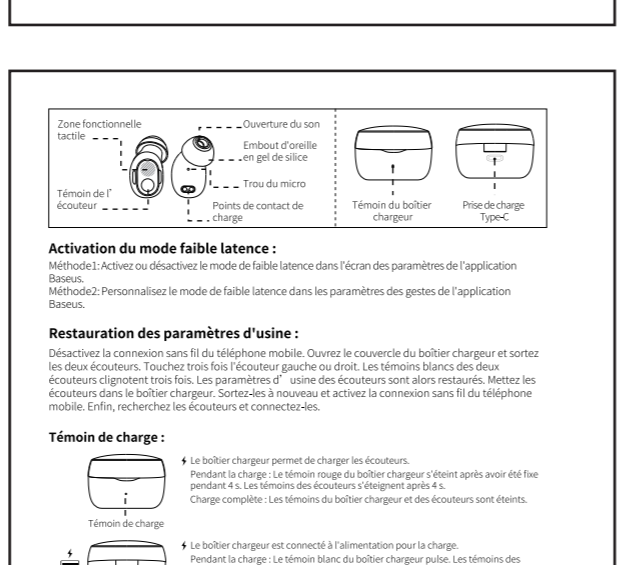 Zone fonctionnelle
tactile
Témoin de l’
écouteur
Ouverture du son
Embout d'oreille
en gel de silice
Trou du micro
Points de contact de
charge
Témoin du boîtier
chargeur
Prise de charge
Type-C
Activation du mode faible latence :
Méthode1: Activez ou désactivez le mode de faible latence dans l'écran des paramètres de l'application
Baseus.
Méthode2: Personnalisez le mode de faible latence dans les paramètres des gestes de l'application
Baseus.
Restauration des paramètres d'usine :
Désactivez la connexion sans fil du téléphone mobile. Ouvrez le couvercle du boîtier chargeur et sortez
les deux écouteurs. Touchez trois fois l'écouteur gauche ou droit. Les témoins blancs des deux
écouteurs clignotent trois fois. Les paramètres d’ usine des écouteurs sont alors restaurés. Mettez les
écouteurs dans le boîtier chargeur. Sortez-les à nouveau et activez la connexion sans fil du téléphone
mobile. Enfin, recherchez les écouteurs et connectez-les.
Témoin de charge :
Témoin de charge
Le boîtier chargeur permet de charger les écouteurs.
Pendant la charge : Le témoin rouge du boîtier chargeur s'éteint après avoir été fixe
pendant 4 s. Les témoins des écouteurs s'éteignent après 4 s.
Charge complète : Les témoins du boîtier chargeur et des écouteurs sont éteints.
Le boîtier chargeur est connecté à l'alimentation pour la charge.
Pendant la charge : Le témoin blanc du boîtier chargeur pulse. Les témoins des